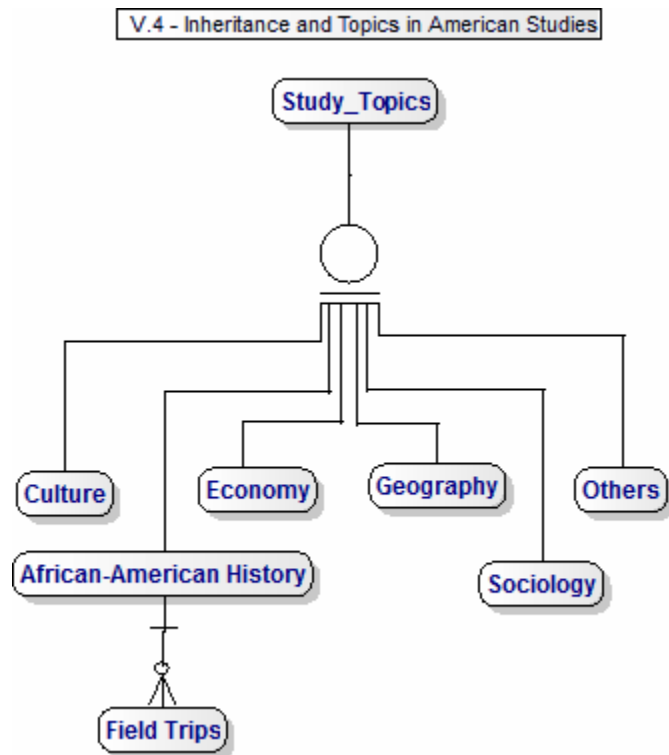 V.4 - Inheritance and Topics in American Studies
Study_Topics
Culture
Economy
Geography
Others
African-American History
Sociology
Field Trips